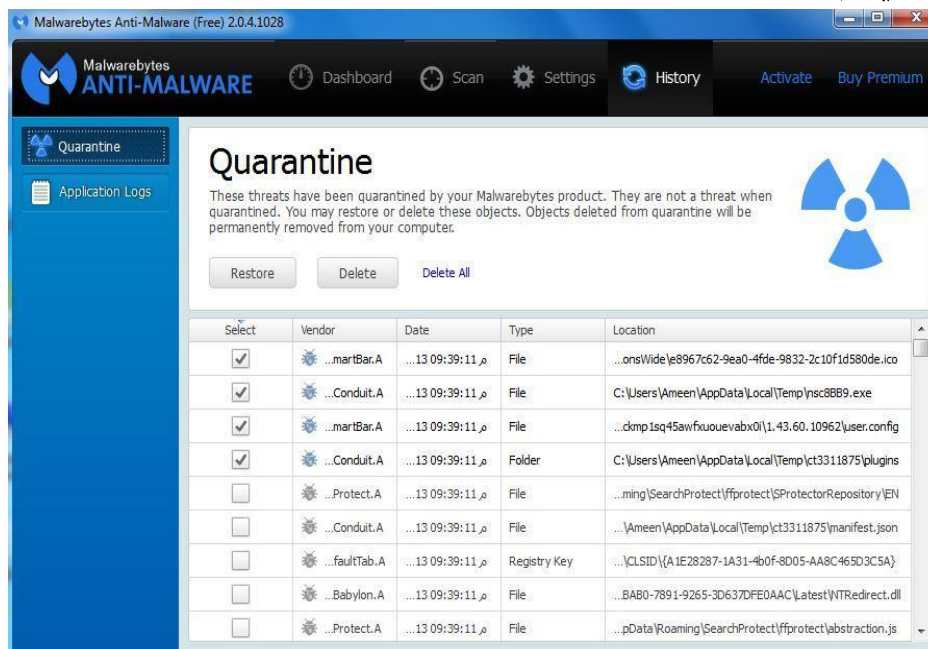 Malwarebytes Anti-Malware (Free) 2.0.4.1028
Malwarebytes
ANTI-MALWARE
Dashboard
Scan
Settings
History
Activate
Buy Premium
Quarantine
Application Logs
Quarantine
These threats have been quarantined by your Malwarebytes product. They are not a threat when
quarantined. You may restore or delete these objects. Objects deleted from quarantine will be
permanently removed from your computer.
Restore
Delete
Delete All
Select Vendor Date Type Location
...martBar.A ...13 09:39:11 م File ...onsWide\e8967c62-9ea0-4fde-9832-2c10f1d580de.ico
...Conduit.A ...13 09:39:11 م File C:\Users\Ameen\AppData\Local\Temp\nsc8BB9.exe
...martBar.A ...13 09:39:11 م File ...ckmp1sq45awfxuouevabx0i\1.43.60.10962\user.config
...Conduit.A ...13 09:39:11 م Folder C:\Users\Ameen\AppData\Local\Temp\ct3311875\plugins
...Protect.A ...13 09:39:11 م File ...ming\SearchProtect\ffprotect\SProtectorRepository\EN
...Conduit.A ...13 09:39:11 م File ...\Ameen\AppData\Local\Temp\ct3311875\manifest.json
...faultTab.A ...13 09:39:11 م Registry Key ...\CLSID\{A1E28287-1A31-4b0f-8D05-AA8C465D3C5A}
...Babylon.A ...13 09:39:11 م File ...BAB0-7891-9265-3D637DFE0AAC\Latest\NTRedirect.dll
...Protect.A ...13 09:39:11 م File ...pData\Roaming\SearchProtect\ffprotect\abstraction.js